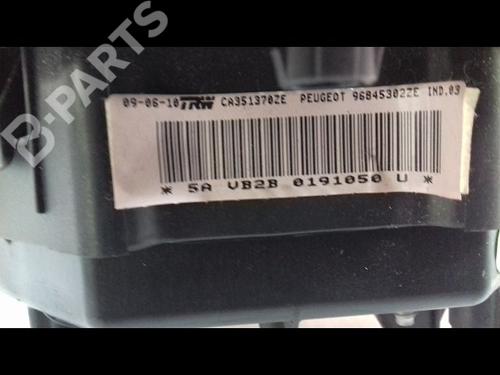 B-PARTS
09-06-10 TRW CA351370ZE PEUGEOT 96845302ZE IND.03
* 5A VB2B 0191050 U *